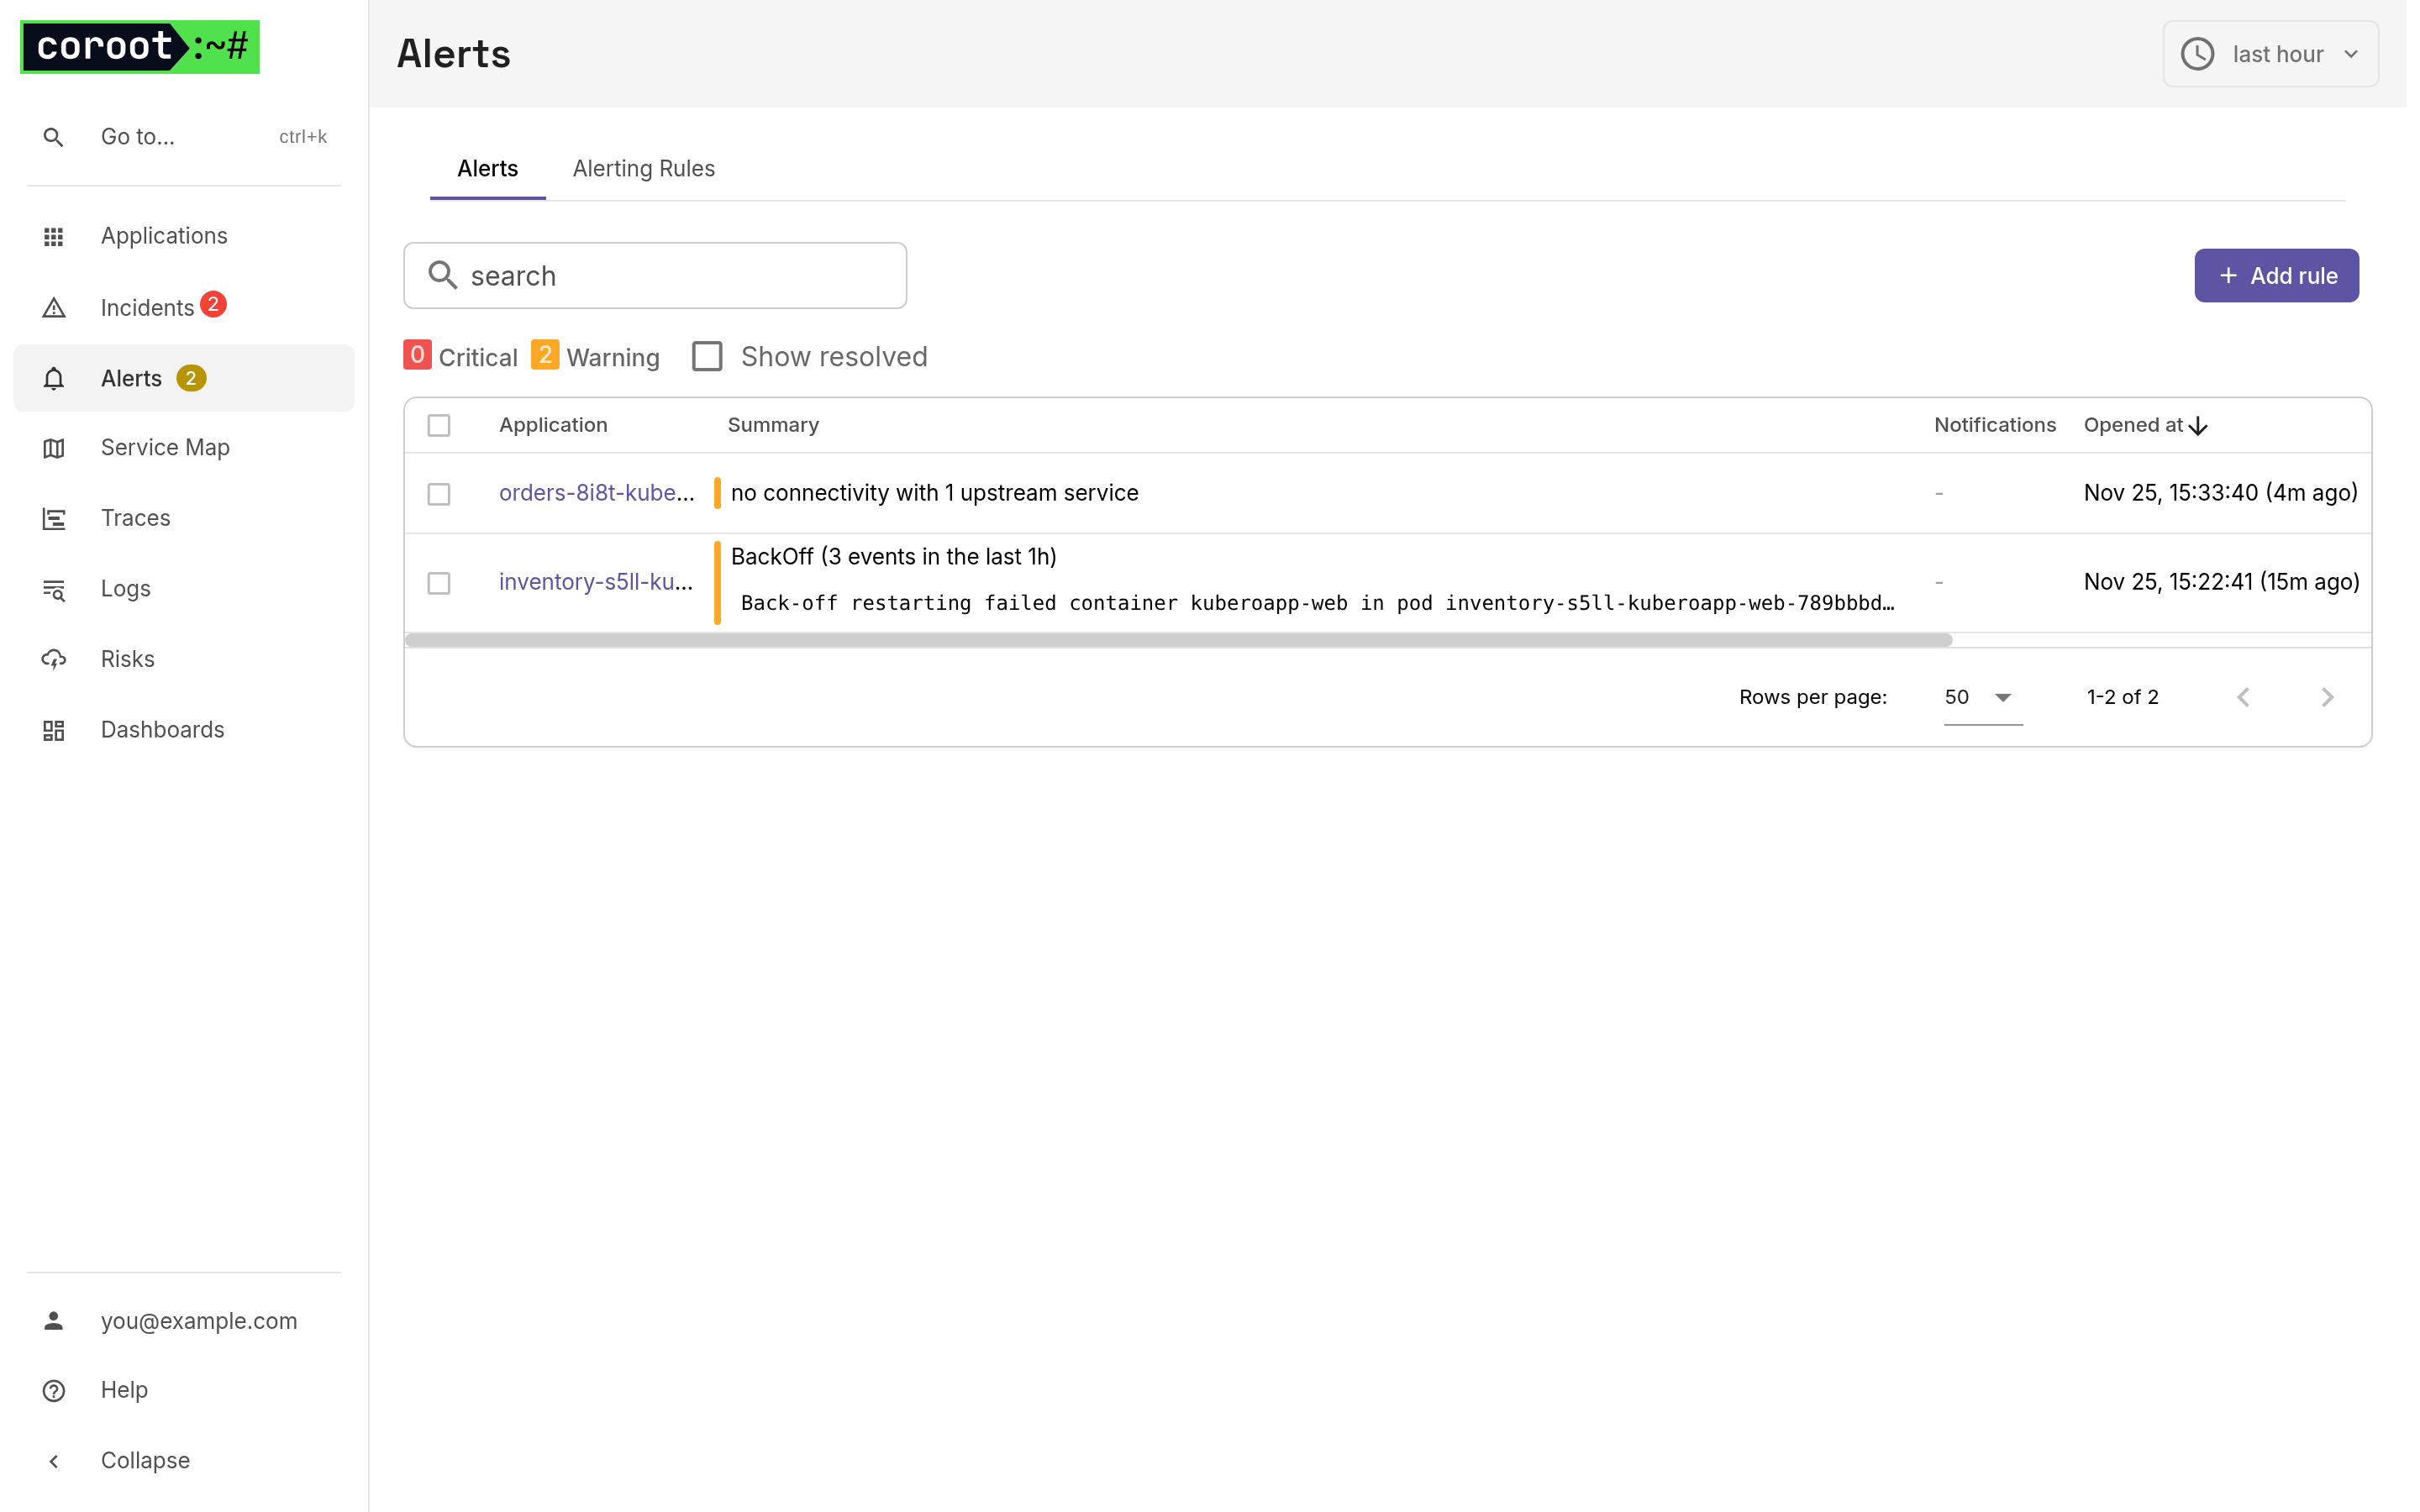 coroot:~#
Go to... ctrl+k
Applications
Incidents 2
Alerts 2
Service Map
Traces
Logs
Risks
Dashboards
you@example.com
Help
Collapse
Alerts
last hour
Alerts Alerting Rules
search
+ Add rule
0 Critical 2 Warning Show resolved
Application Summary Notifications Opened at
orders-8i8t-kube... no connectivity with 1 upstream service - Nov 25, 15:33:40 (4m ago)
BackOff (3 events in the last 1h)
inventory-s5ll-ku... - Nov 25, 15:22:41 (15m ago)
Back-off restarting failed container kuberoapp-web in pod inventory-s5ll-kuberoapp-web-789bbbd…
Rows per page: 50 1-2 of 2